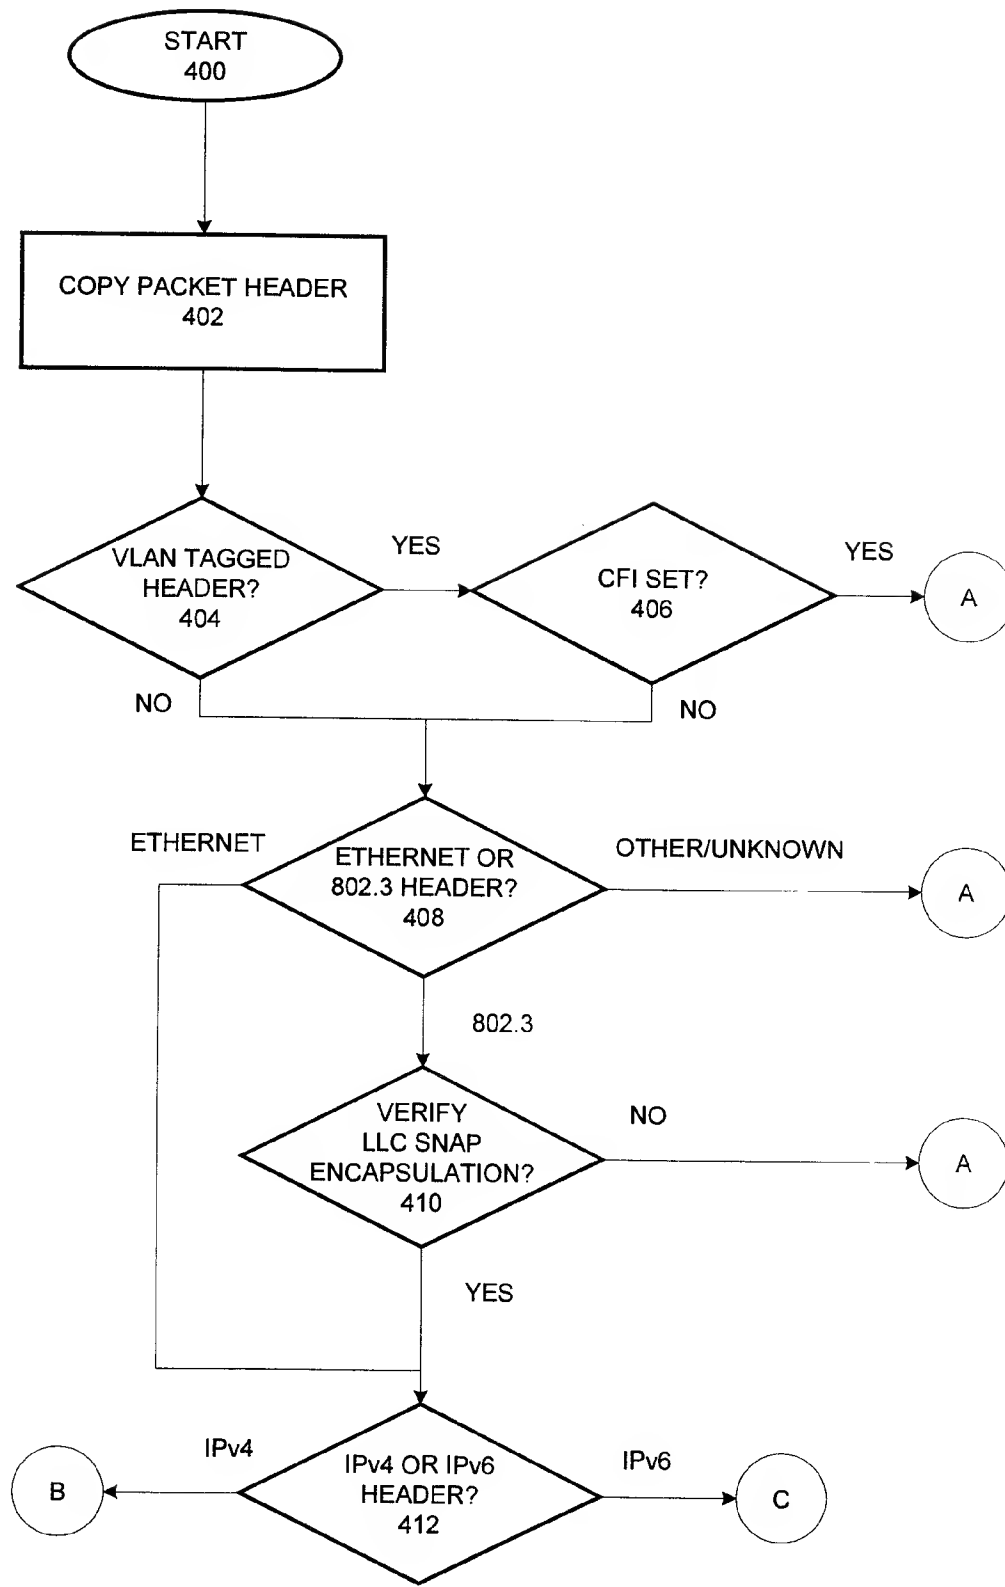 START
400
COPY PACKET HEADER
402
VLAN TAGGED
HEADER?
404
YES
CFI SET?
406
YES
A
NO
NO
ETHERNET
ETHERNET OR
802.3 HEADER?
408
OTHER/UNKNOWN
A
802.3
VERIFY
LLC SNAP
ENCAPSULATION?
410
NO
A
YES
IPv4
B
IPv4 OR IPv6
HEADER?
412
IPv6
C